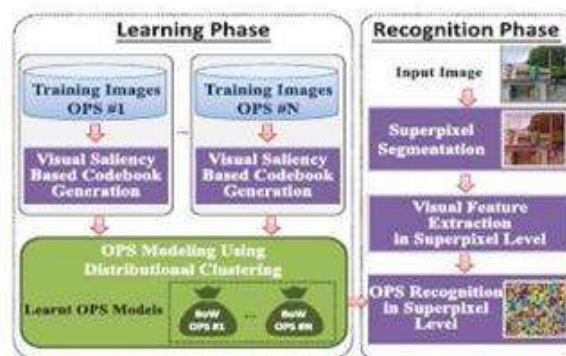 Learning Phase
Training Images
OPS #1
Training Images
OPS #N
Visual Saliency
Based Codebook
Generation
Visual Saliency
Based Codebook
Generation
OPS Modeling Using
Distributional Clustering
Learnt OPS Models
BoW
OPS #1
...
BoW
OPS #N
Recognition Phase
Input Image
Superpixel
Segmentation
Visual Feature
Extraction
in Superpixel Level
OPS Recognition
in Superpixel
Level